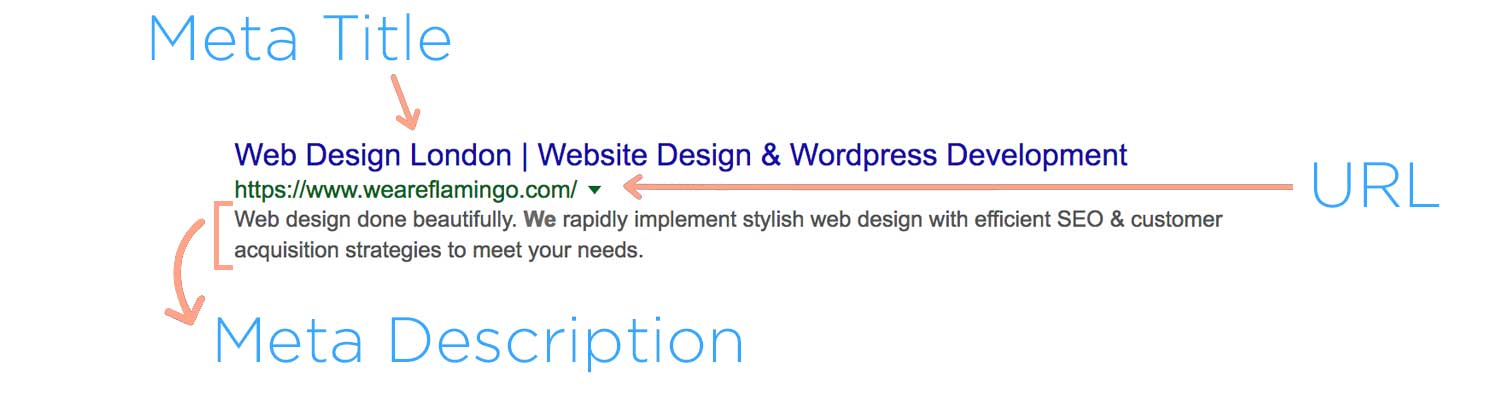 Meta Title
Web Design London | Website Design & Wordpress Development
https://www.weareflamingo.com/
URL
Web design done beautifully. We rapidly implement stylish web design with efficient SEO & customer
acquisition strategies to meet your needs.
Meta Description